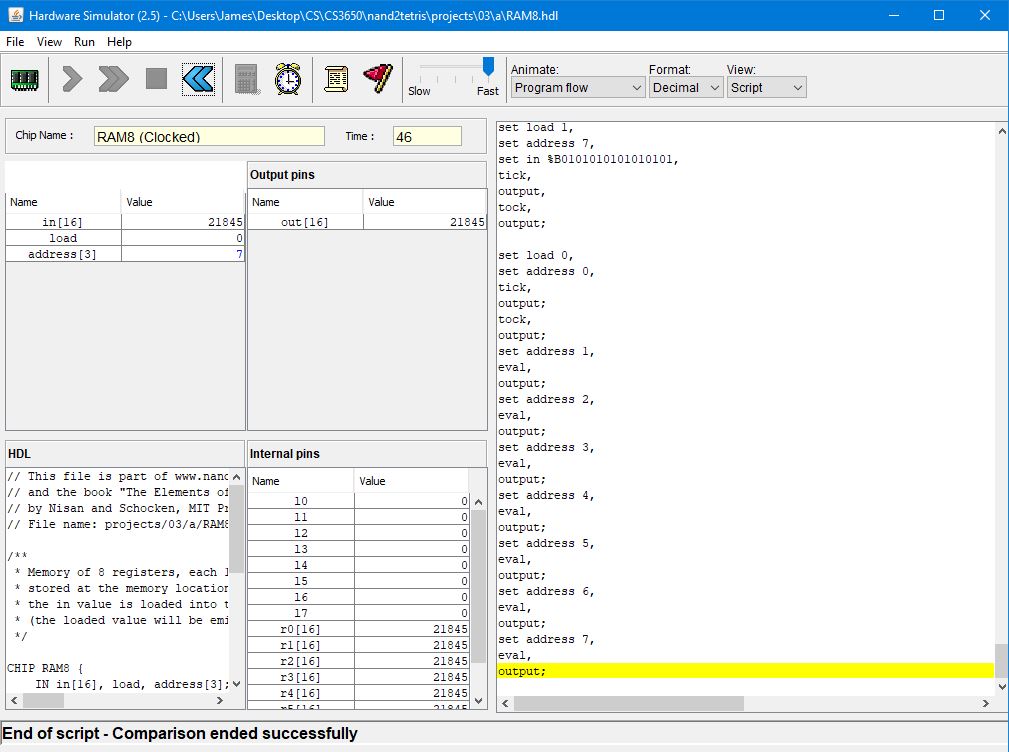 Hardware Simulator (2.5) - C:\Users\James\Desktop\CS\CS3650\nand2tetris\projects\03\a\RAM8.hdl
File View Run Help
Slow Fast
Animate: Format: View:
Program flow Decimal Script
Chip Name : RAM8 (Clocked) Time : 46
Name Value
in[16] 21845
load 0
address[3] 7
Output pins
Name Value
out[16] 21845
HDL
// This file is part of www.nand
// and the book "The Elements of
// by Nisan and Schocken, MIT Pr
// File name: projects/03/a/RAM8
/**
* Memory of 8 registers, each 1
* stored at the memory location
* the in value is loaded into t
* (the loaded value will be emi
*/
CHIP RAM8 {
IN in[16], load, address[3];
Internal pins
Name Value
l0 0
l1 0
l2 0
l3 0
l4 0
l5 0
l6 0
l7 0
r0[16] 21845
r1[16] 21845
r2[16] 21845
r3[16] 21845
r4[16] 21845
r5[16] 21845
set load 1,
set address 7,
set in %B0101010101010101,
tick,
output,
tock,
output;
set load 0,
set address 0,
tick,
output;
tock,
output;
set address 1,
eval,
output;
set address 2,
eval,
output;
set address 3,
eval,
output;
set address 4,
eval,
output;
set address 5,
eval,
output;
set address 6,
eval,
output;
set address 7,
eval,
output;
End of script - Comparison ended successfully